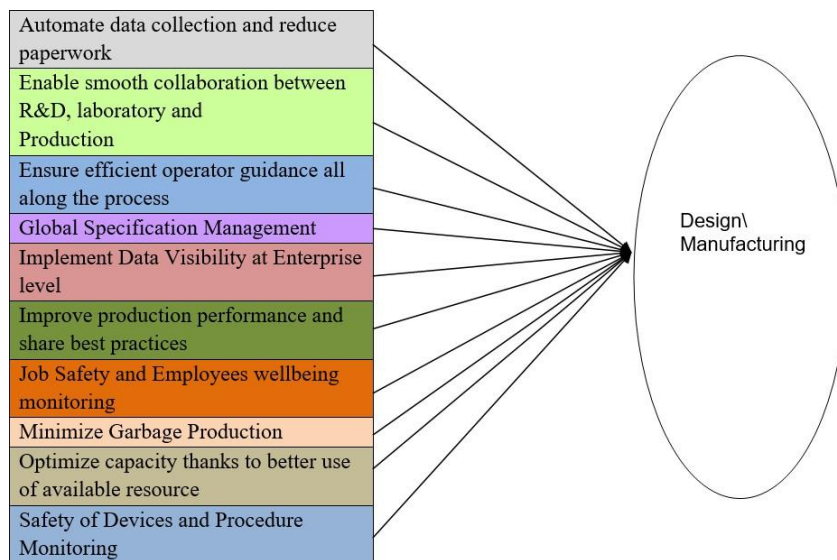 Automate data collection and reduce
paperwork
Enable smooth collaboration between
R&D, laboratory and
Production
Ensure efficient operator guidance all
along the process
Global Specification Management
Implement Data Visibility at Enterprise
level
Improve production performance and
share best practices
Job Safety and Employees wellbeing
monitoring
Minimize Garbage Production
Optimize capacity thanks to better use
of available resource
Safety of Devices and Procedure
Monitoring
Design\
Manufacturing